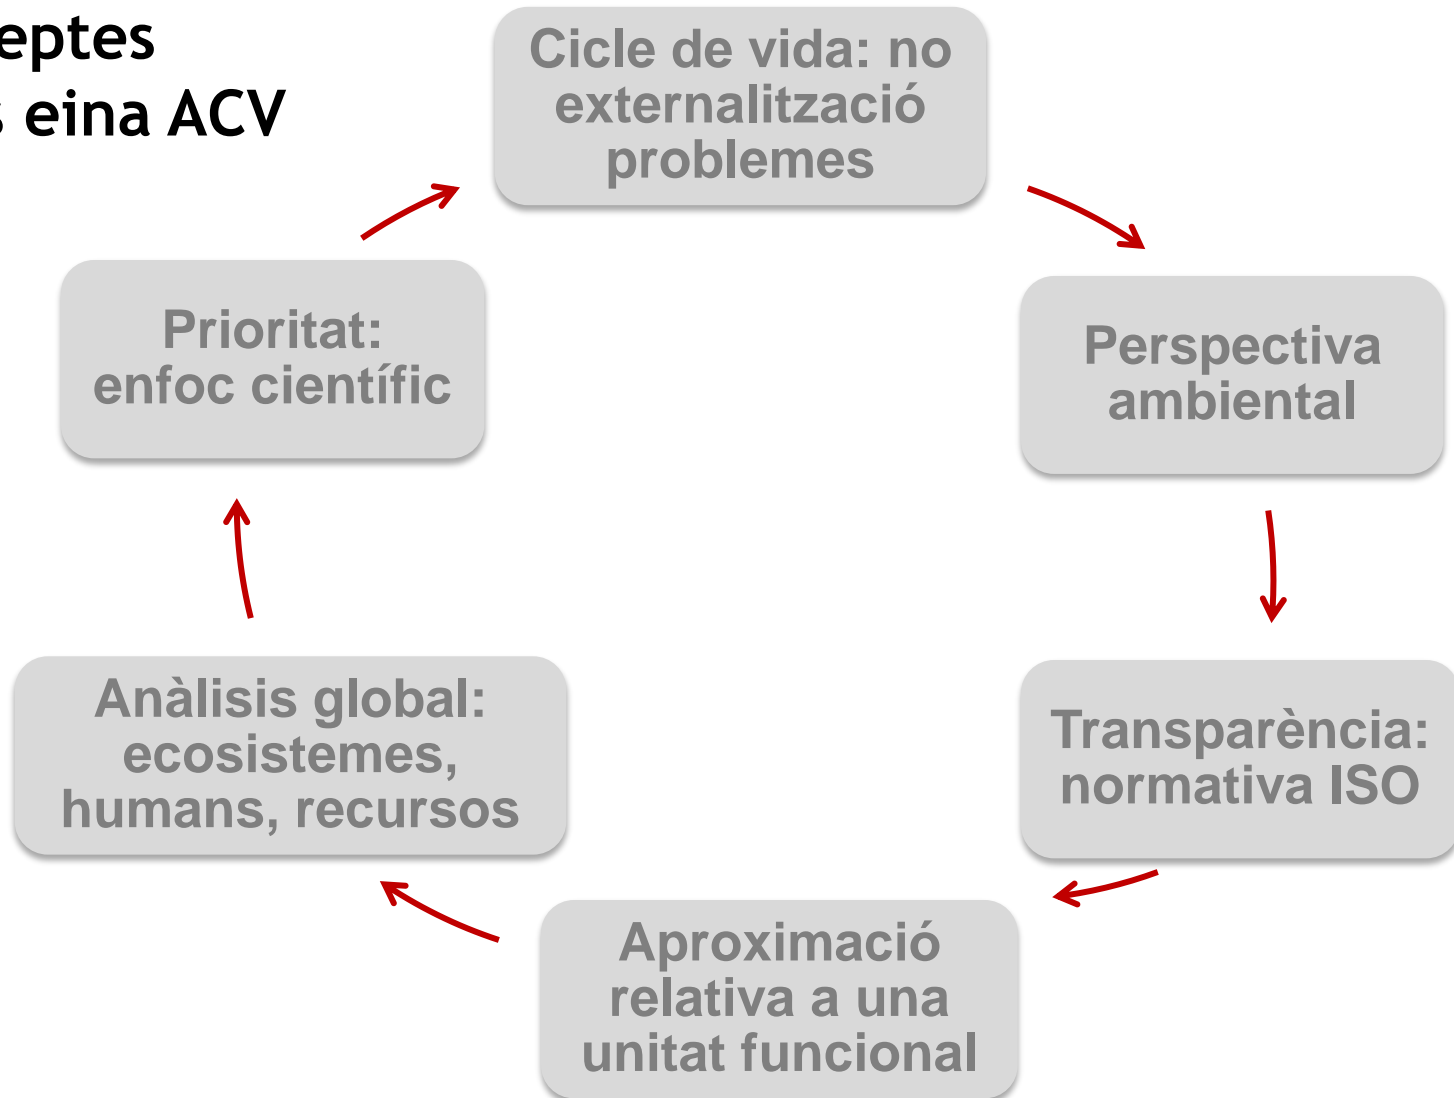 eptes
s eina ACV
Cicle de vida: no
externalització
problemes
Perspectiva
ambiental
Transparència:
normativa ISO
Aproximació
relativa a una
unitat funcional
Anàlisis global:
ecosistemes,
humans, recursos
Prioritat:
enfoc científic